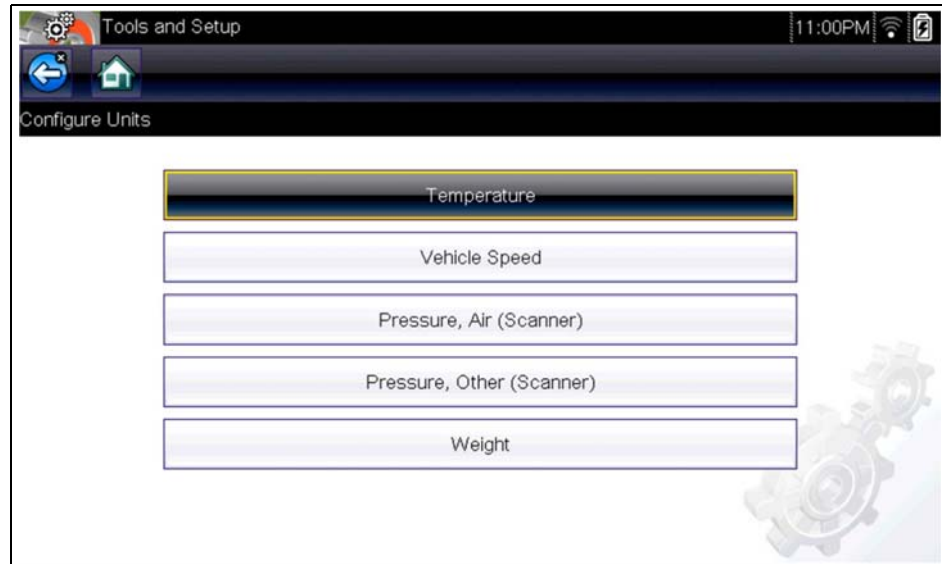 Tools and Setup 11:00PM
Configure Units
Temperature
Vehicle Speed
Pressure, Air (Scanner)
Pressure, Other (Scanner)
Weight